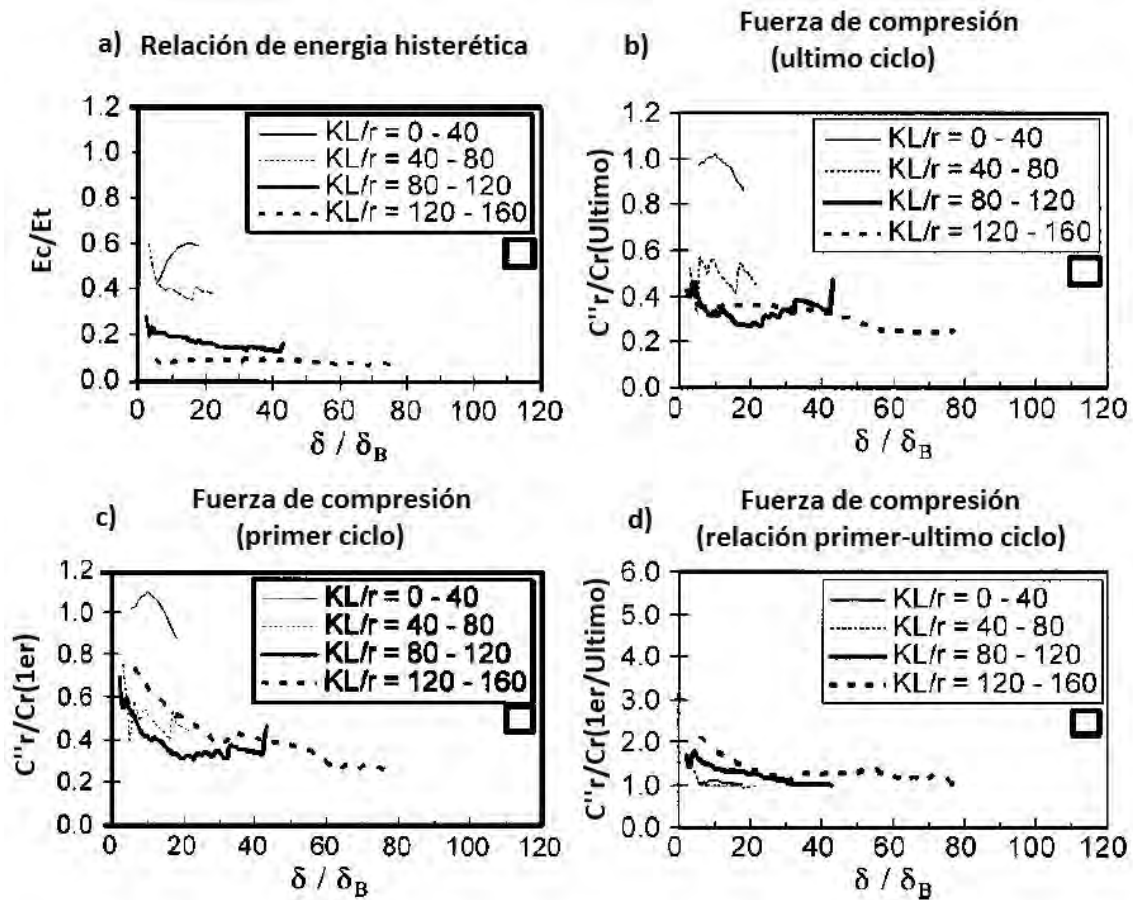 a) Relación de energia histerética
1.2
1.0
0.8
0.6
0.4
0.2
0.0
Ec/Et
KL/r = 0 - 40
KL/r = 40 - 80
KL/r = 80 - 120
KL/r = 120 - 160
0 20 40 60 80 100 120
δ / δB
b) Fuerza de compresión
(ultimo ciclo)
1.2
1.0
0.8
0.6
0.4
0.2
0.0
C"r/Cr(Ultimo)
KL/r = 0 - 40
KL/r = 40 - 80
KL/r = 80 - 120
KL/r = 120 - 160
0 20 40 60 80 100 120
δ / δB
c) Fuerza de compresión
(primer ciclo)
1.2
1.0
0.8
0.6
0.4
0.2
0.0
C"r/Cr(1er)
KL/r = 0 - 40
KL/r = 40 - 80
KL/r = 80 - 120
KL/r = 120 - 160
0 20 40 60 80 100 120
δ / δB
d) Fuerza de compresión
(relación primer-ultimo ciclo)
6.0
5.0
4.0
3.0
2.0
1.0
0.0
C"r/Cr(1er/Ultimo)
KL/r = 0 - 40
KL/r = 40 - 80
KL/r = 80 - 120
KL/r = 120 - 160
0 20 40 60 80 100 120
δ / δB